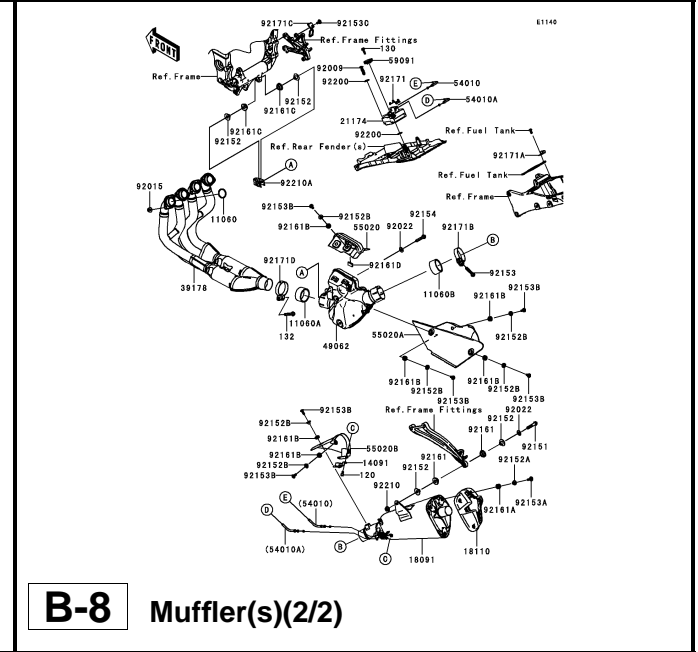 E1140
92171C
92153C
FRONT
Ref.Frame Fittings
130
59091
92009
92171
54010
E
Ref.Frame
92200
92152
D
54010A
92161C
21174
92161C
92200
92152
Ref.Rear Fender(s)
Ref.Fuel Tank
92171A
A
92210A
Ref.Fuel Tank
92015
Ref.Frame
11060
92153B
92152B
55020
92022
92154
92161B
92171B
B
92171D
A
92161D
39178
11060B
92153
92153B
92161B
11060A
132
49062
55020A
92152B
92161B
92152B
92153B
92161B
92152B
92153B
92153B
Ref.Frame Fittings
92022
92152B
C
92152
92161B
92161
55020B
92161B
92161
92151
14091
92152
92152A
92152B
92153B
120
92210
E
(54010)
92161A
92153A
D
B
(54010A)
C
18091
18110
B-8
Muffler(s)(2/2)